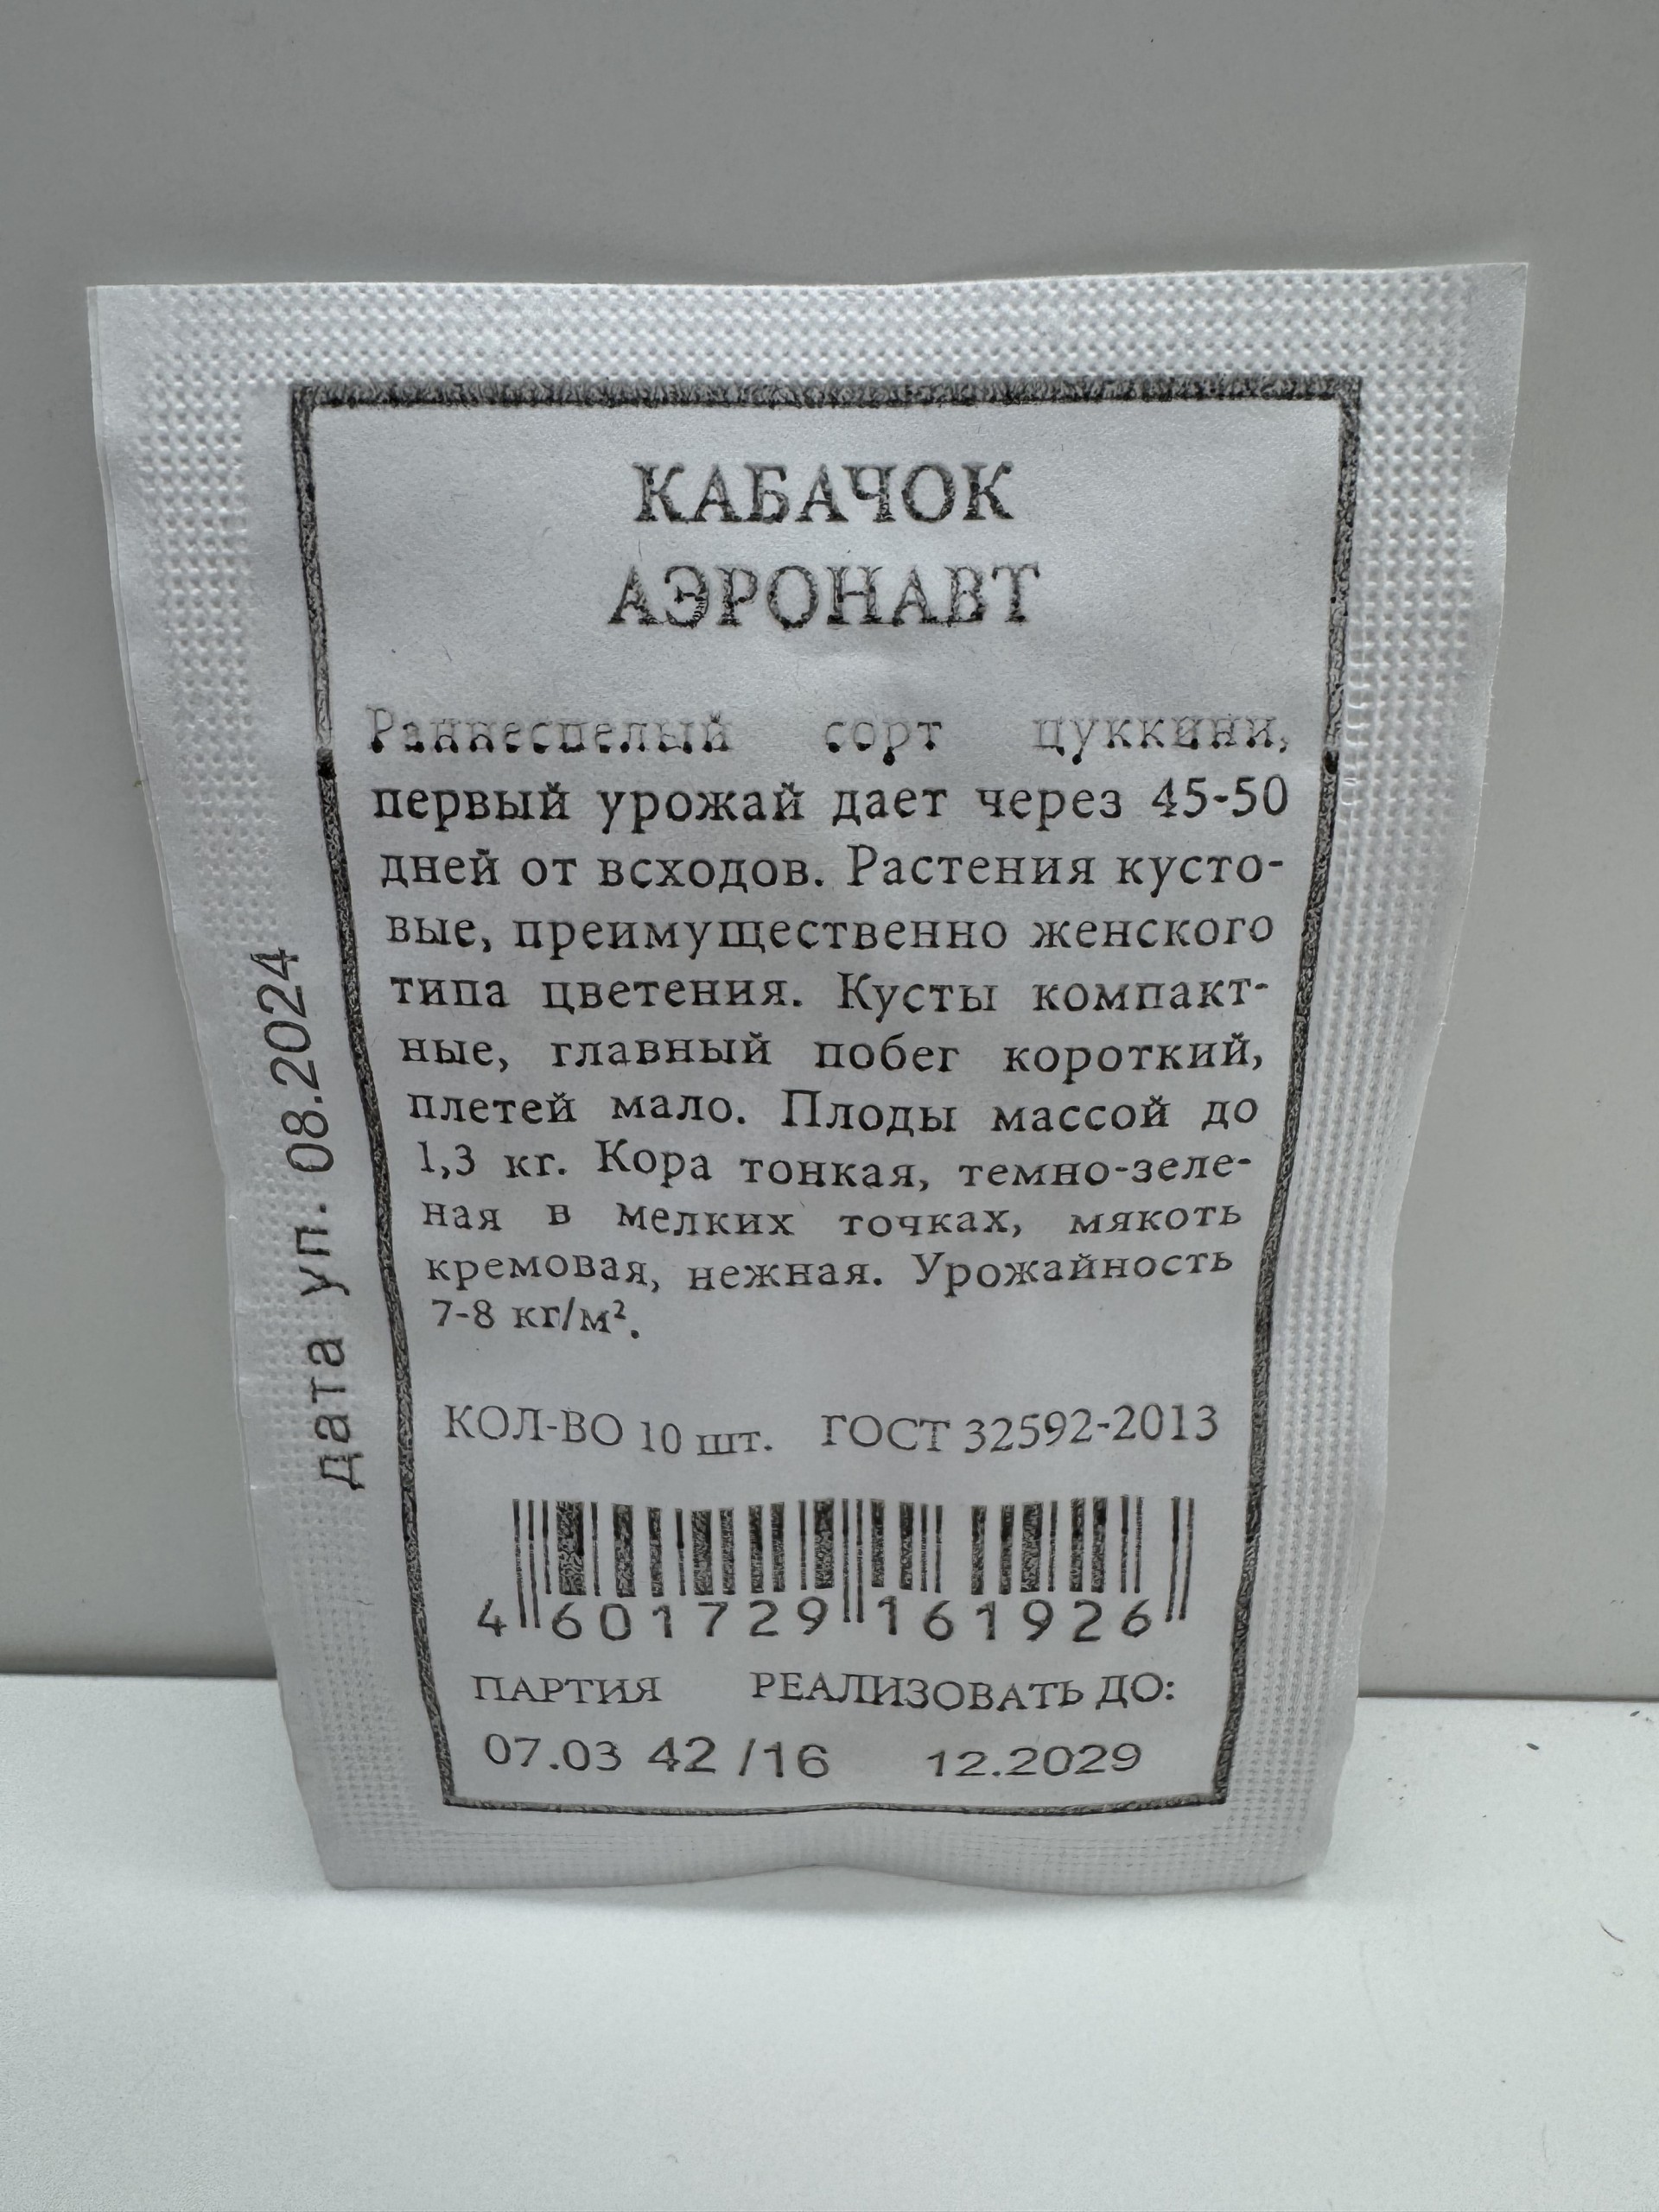 КАБАЧОК
АЭРОНАВТ
Раннеспелый сорт цуккини,
первый урожай дает через 45-50
дней от всходов. Растения кусто-
вые, преимущественно женского
типа цветения. Кусты компакт-
ные, главный побег короткий,
плетей мало. Плоды массой до
1,3 кг. Кора тонкая, темно-зеле-
ная в мелких точках, мякоть
кремовая, нежная. Урожайность
7-8 кг/м².
КОЛ-ВО 10 шт. ГОСТ 32592-2013
4 601729 161926
ПАРТИЯ РЕАЛИЗОВАТЬ ДО:
07.03 42 /16 12.2029
дата уп. 08.2024